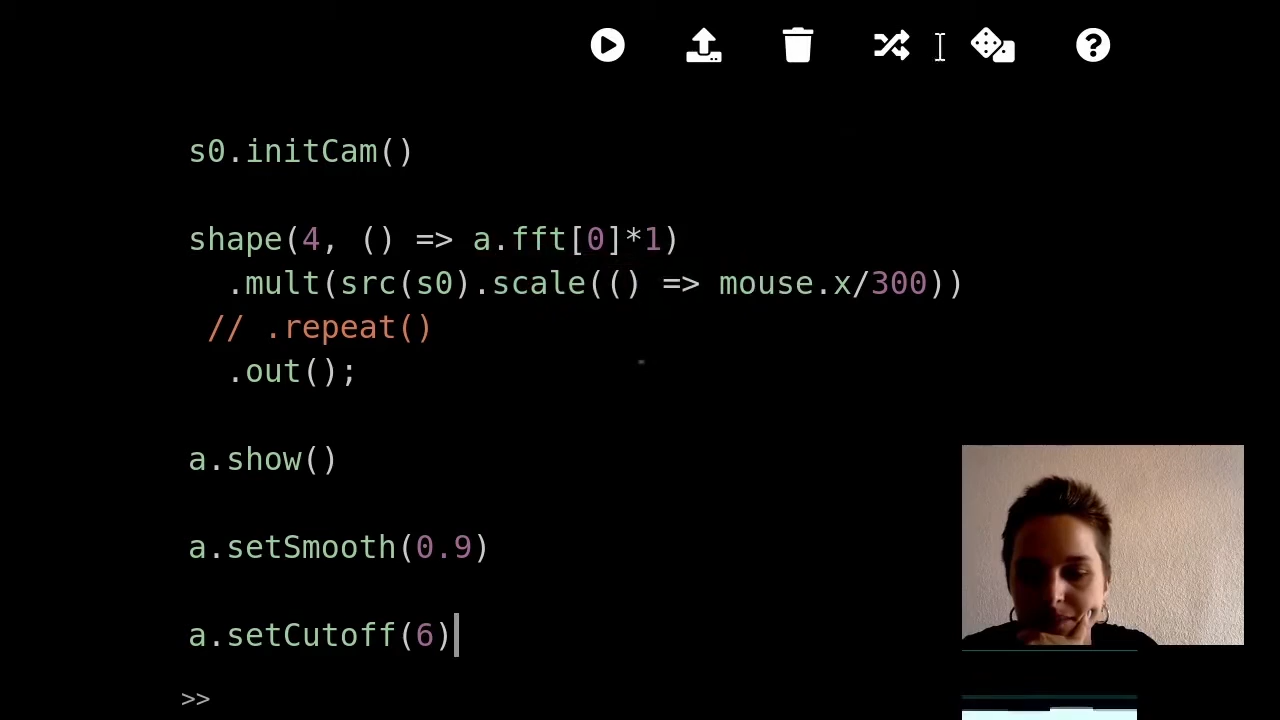 s0.initCam()
shape(4, () => a.fft[0]*1)
.mult(src(s0).scale(() => mouse.x/300))
// .repeat()
.out();
a.show()
a.setSmooth(0.9)
a.setCutoff(6)
>>